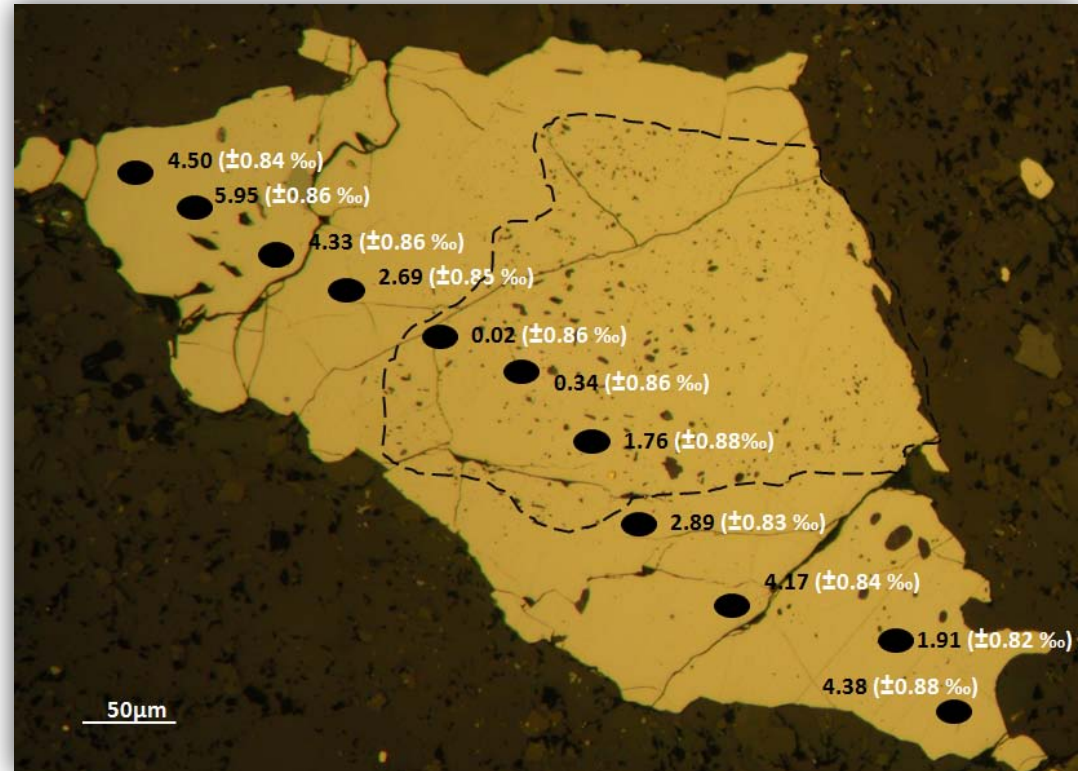 4.50 (±0.84 ‰)
5.95 (±0.86 ‰)
4.33 (±0.86 ‰)
2.69 (±0.85 ‰)
0.02 (±0.86 ‰)
0.34 (±0.86 ‰)
1.76 (±0.88‰)
2.89 (±0.83 ‰)
4.17 (±0.84 ‰)
1.91 (±0.82 ‰)
4.38 (±0.88 ‰)
50µm